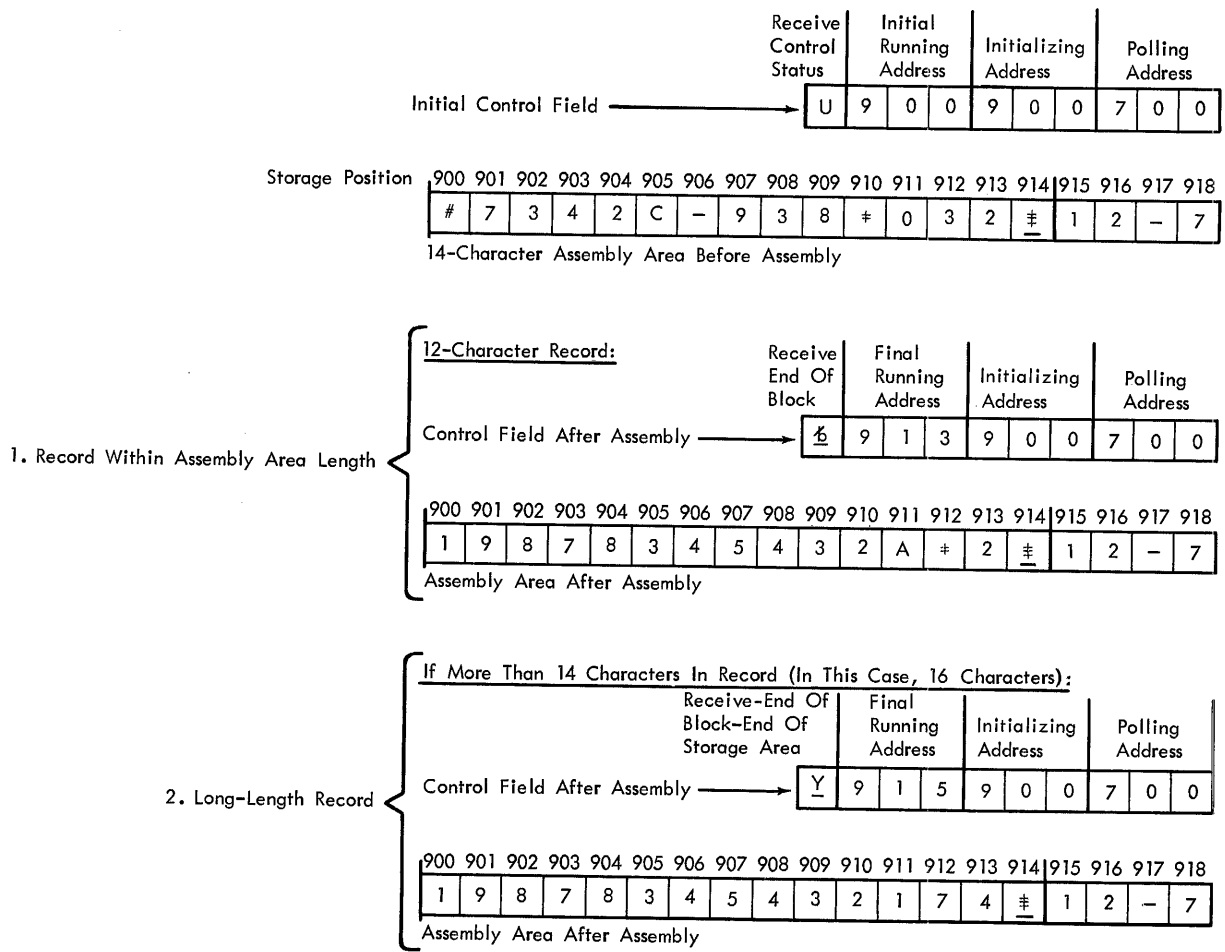 Receive Control Status
Initial Running Address
Initializing Address
Polling Address
Initial Control Field
U 9 0 0 9 0 0 7 0 0
Storage Position
900 901 902 903 904 905 906 907 908 909 910 911 912 913 914 915 916 917 918
# 7 3 4 2 C - 9 3 8 ‡ 0 3 2 ⯒ 1 2 - 7
14-Character Assembly Area Before Assembly
1. Record Within Assembly Area Length
12-Character Record:
Receive End Of Block
Final Running Address
Initializing Address
Polling Address
Control Field After Assembly
9 1 3 9 0 0 7 0 0
900 901 902 903 904 905 906 907 908 909 910 911 912 913 914 915 916 917 918
1 9 8 7 8 3 4 5 4 3 2 A ‡ 2 ⯒ 1 2 - 7
Assembly Area After Assembly
2. Long-Length Record
If More Than 14 Characters In Record (In This Case, 16 Characters):
Receive-End Of Block-End Of Storage Area
Final Running Address
Initializing Address
Polling Address
Control Field After Assembly
Y 9 1 5 9 0 0 7 0 0
900 901 902 903 904 905 906 907 908 909 910 911 912 913 914 915 916 917 918
1 9 8 7 8 3 4 5 4 3 2 1 7 4 ⯒ 1 2 - 7
Assembly Area After Assembly